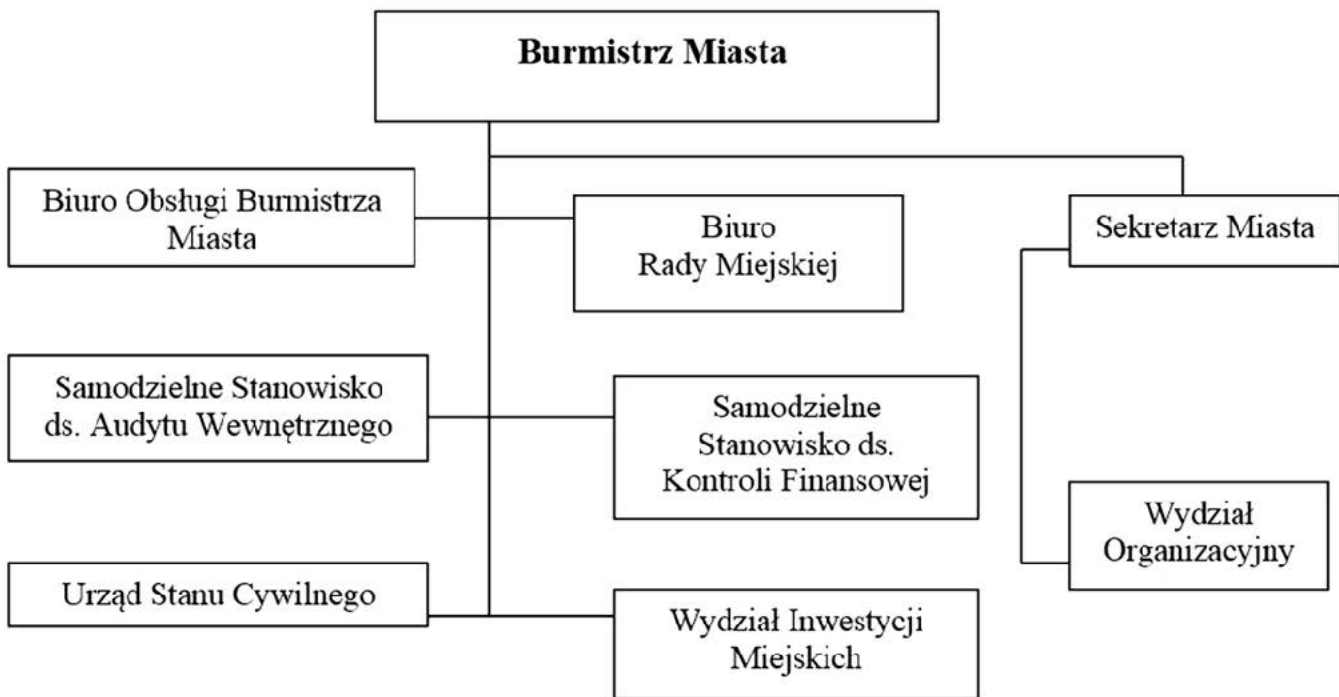 Burmistrz Miasta
Biuro Obsługi Burmistrza
Miasta
Biuro
Rady Miejskiej
Sekretarz Miasta
Samodzielne Stanowisko
ds. Audytu Wewnętrznego
Samodzielne
Stanowisko ds.
Kontroli Finansowej
Wydział
Organizacyjny
Urząd Stanu Cywilnego
Wydział Inwestycji
Miejskich